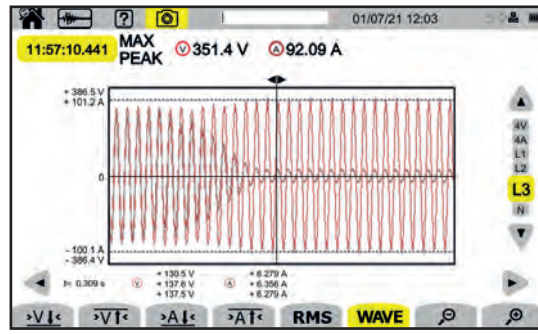 ? 01/07/21 12:03
11:57:10.441 MAX PEAK V 351.4 V A 92.09 A
+ 386.5 V
+ 101.2 A
0
- 100.1 A
- 386.4 V
4V
4A
L1
L2
L3
N
0.309 s
V
+ 130.5 V
+ 137.6 V
+ 137.5 V
A
+ 6.279 A
+ 6.356 A
+ 6.279 A
>V↓< >V↑< >A↓< >A↑< RMS WAVE